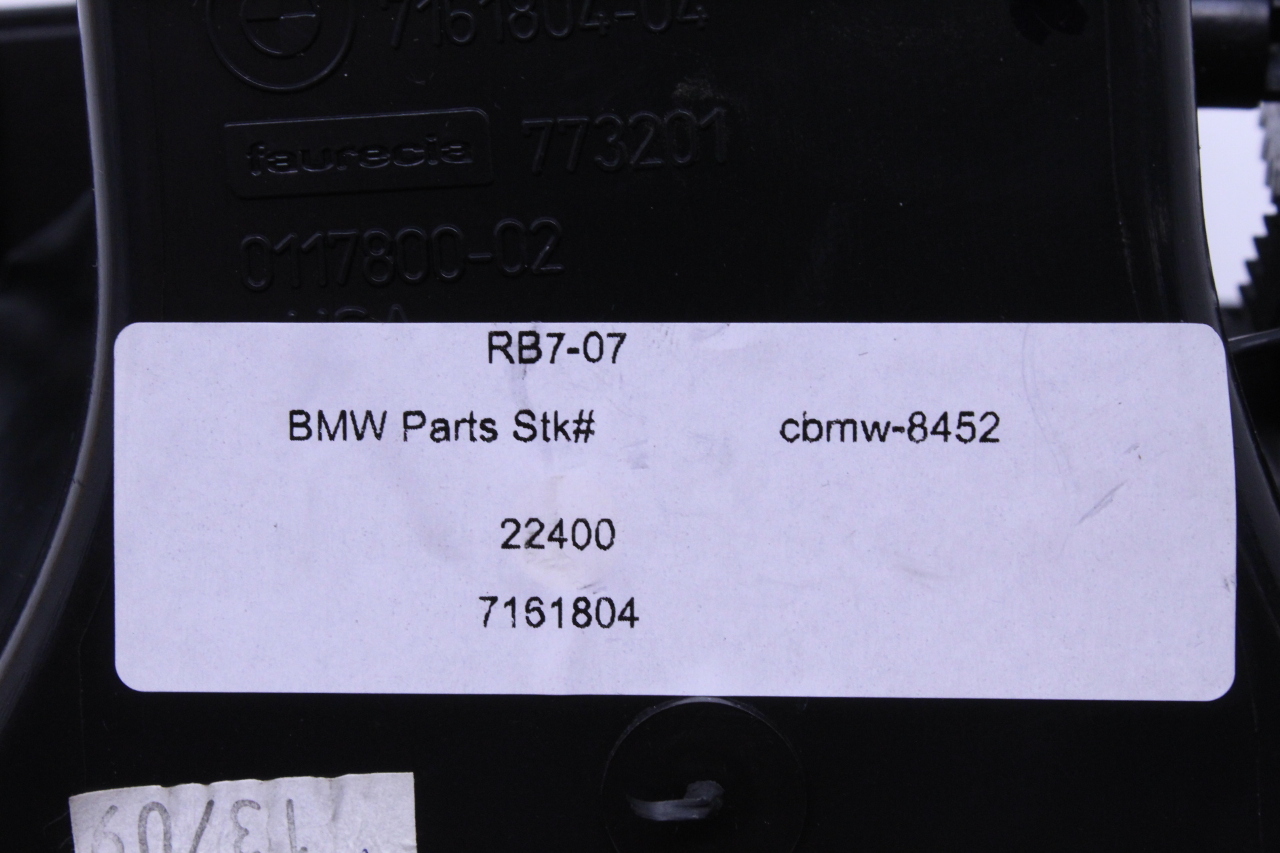 7161804-04
faurecia 773201
0117800-02
RB7-07
BMW Parts Stk# cbmw-8452
22400
7161804